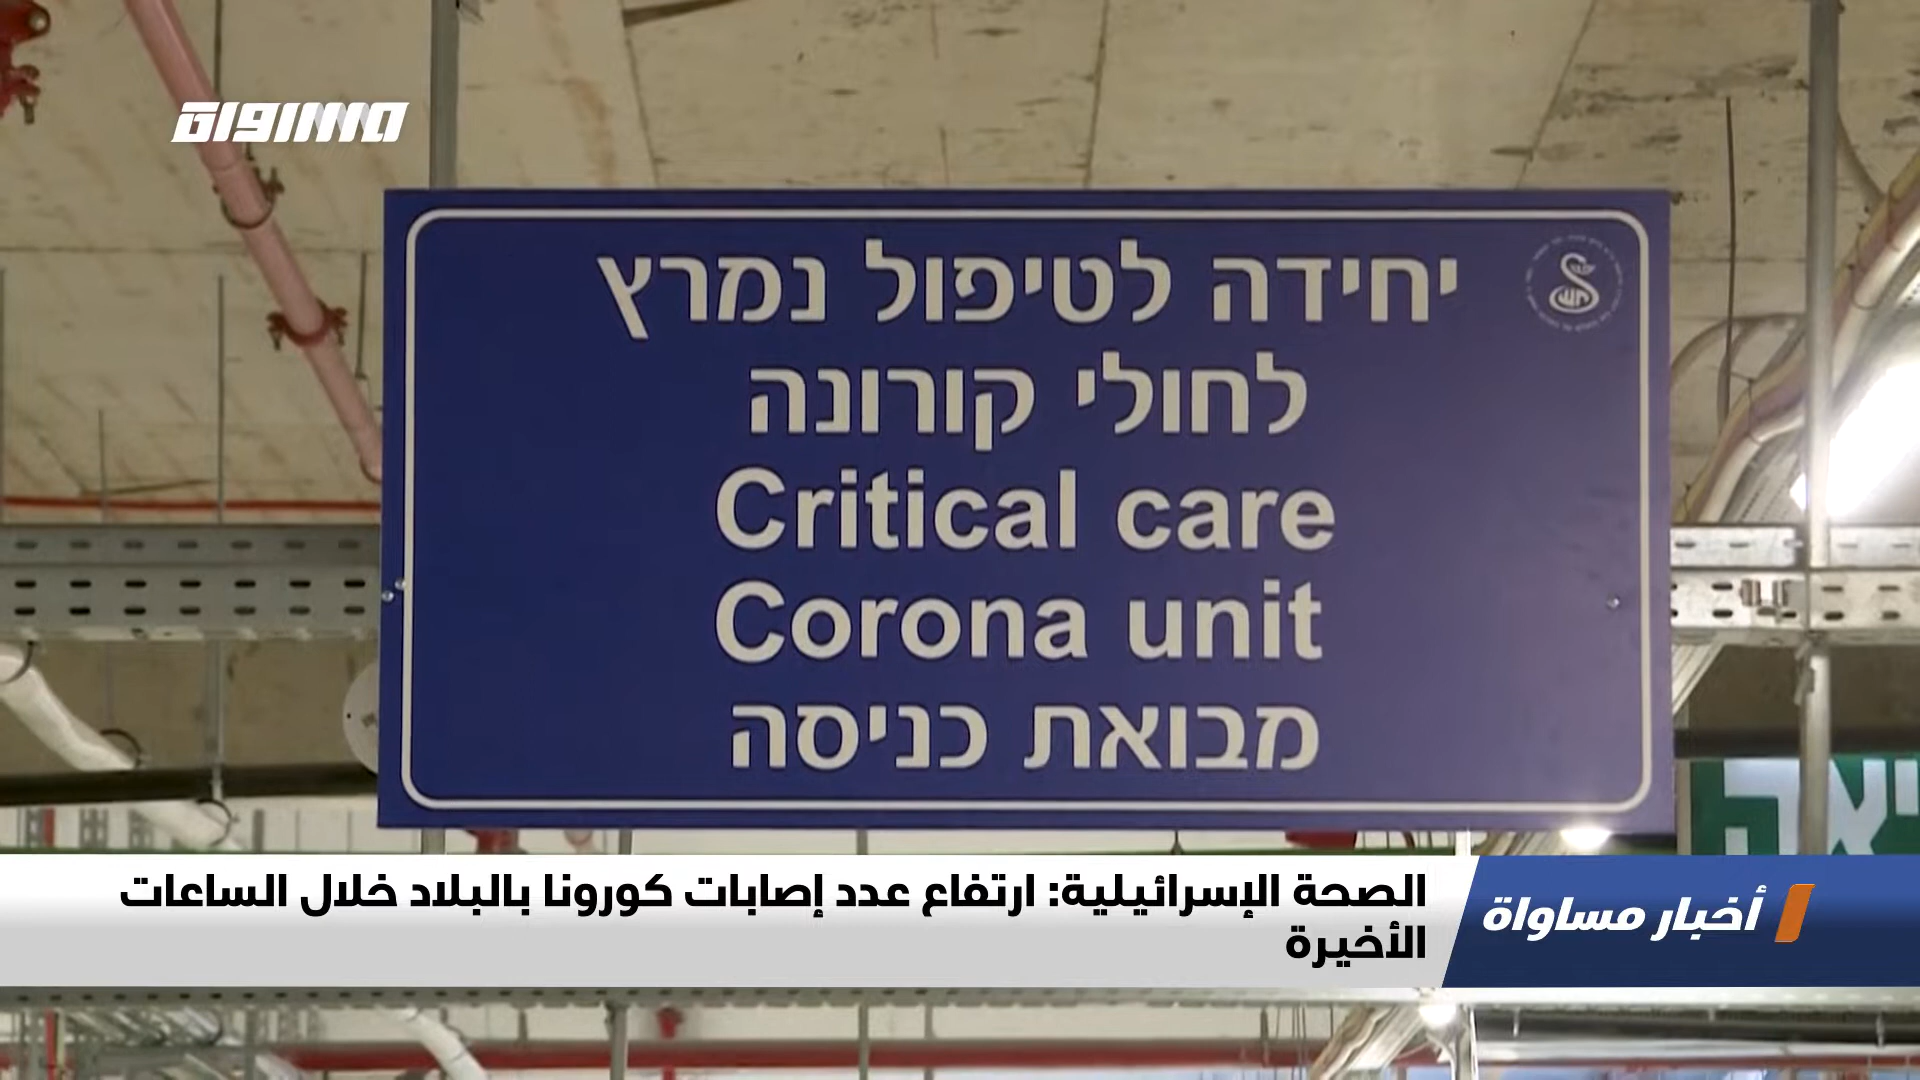 مساواة
יחידה לטיפול נמרץ
לחולי קורונה
Critical care
Corona unit
מבואת כניסה
الصحة الإسرائيلية: ارتفاع عدد إصابات كورونا بالبلاد خلال الساعات
الأخيرة
أخبار مساواة